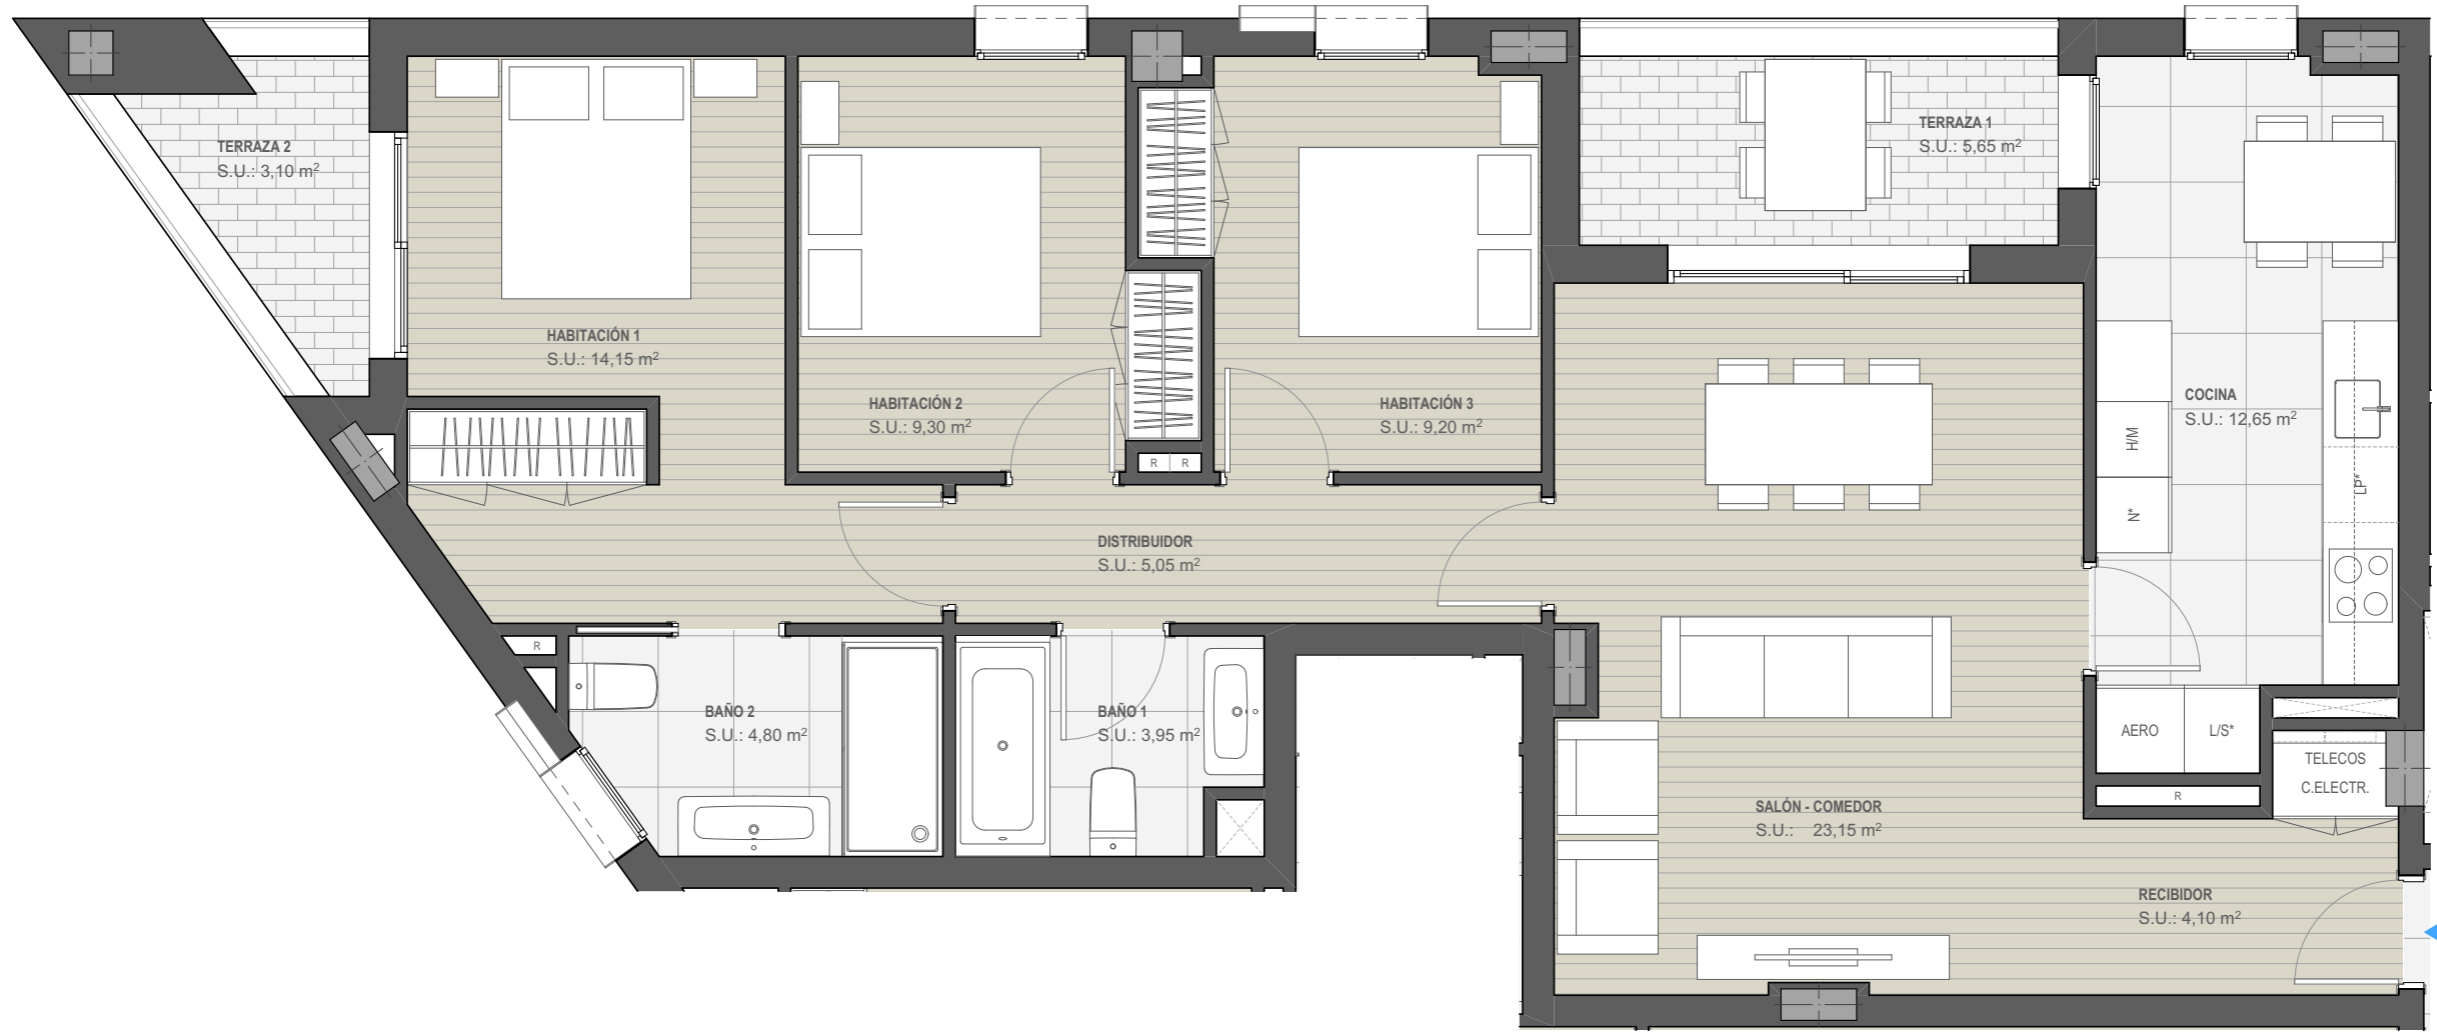 TERRAZA 2
S.U.: 3,10 m²
TERRAZA 1
S.U.: 5,65 m²
HABITACIÓN 1
S.U.: 14,15 m²
HABITACIÓN 2
S.U.: 9,30 m²
HABITACIÓN 3
S.U.: 9,20 m²
COCINA
S.U.: 12,65 m²
H/M
N*
LP*
R R
DISTRIBUIDOR
S.U.: 5,05 m²
R
BAÑO 2
S.U.: 4,80 m²
BAÑO 1
S.U.: 3,95 m²
AERO
L/S*
TELECOS
C.ELECTR.
R
SALÓN - COMEDOR
S.U.: 23,15 m²
RECIBIDOR
S.U.: 4,10 m²